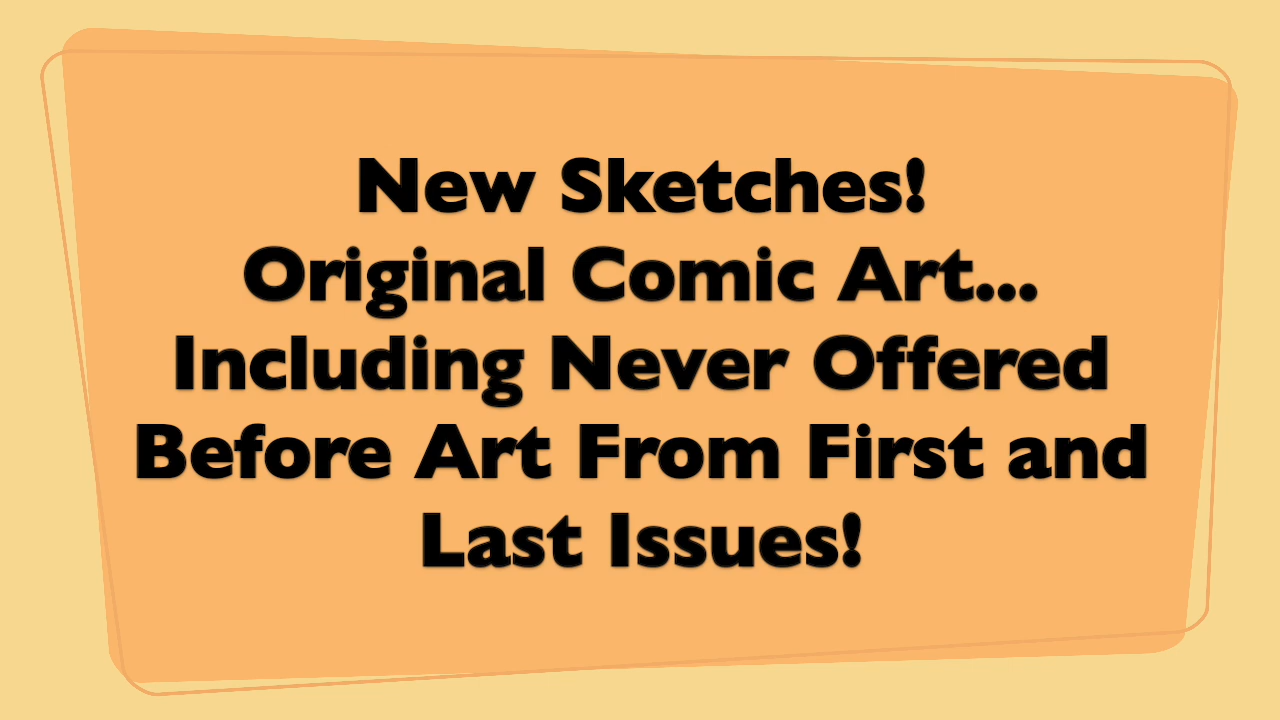 New Sketches!
Original Comic Art...
Including Never Offered
Before Art From First and
Last Issues!